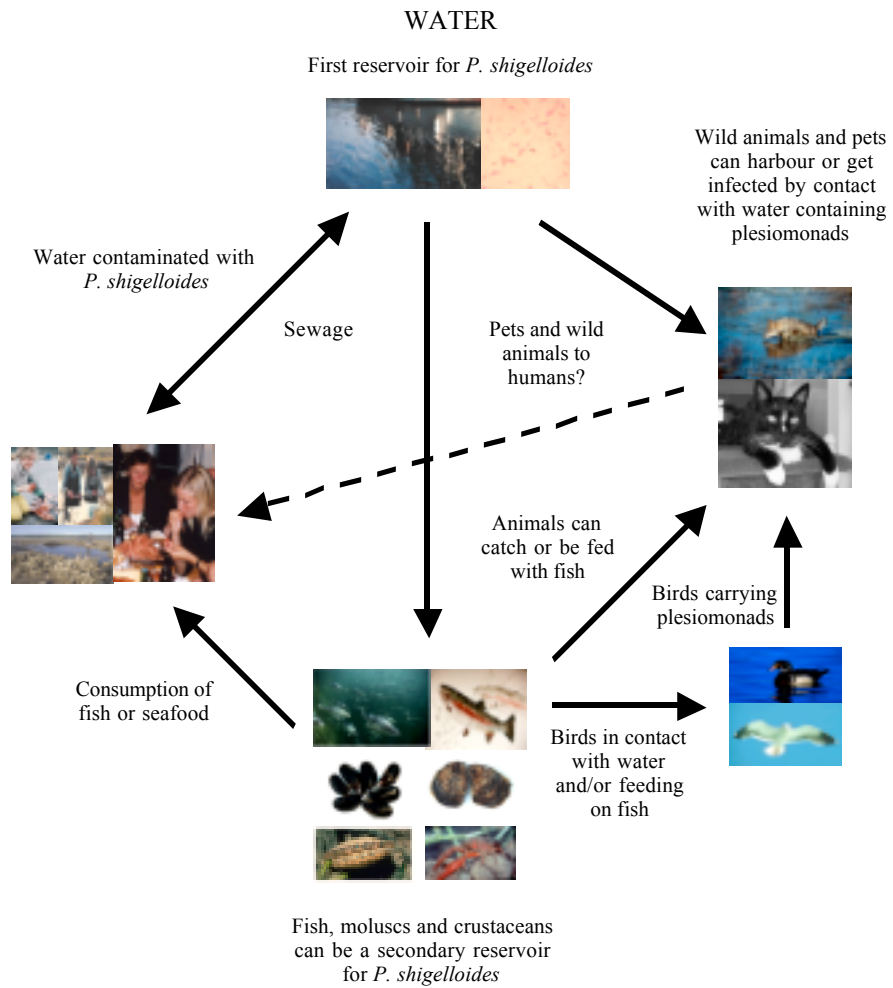 WATER
First reservoir for P. shigelloides
Wild animals and pets
can harbour or get
infected by contact
with water containing
plesiomonads
Water contaminated with
P. shigelloides
Sewage
Pets and wild
animals to
humans?
Animals can
catch or be fed
with fish
Birds carrying
plesiomonads
Consumption of
fish or seafood
Birds in contact
with water
and/or feeding
on fish
Fish, moluscs and crustaceans
can be a secondary reservoir
for P. shigelloides